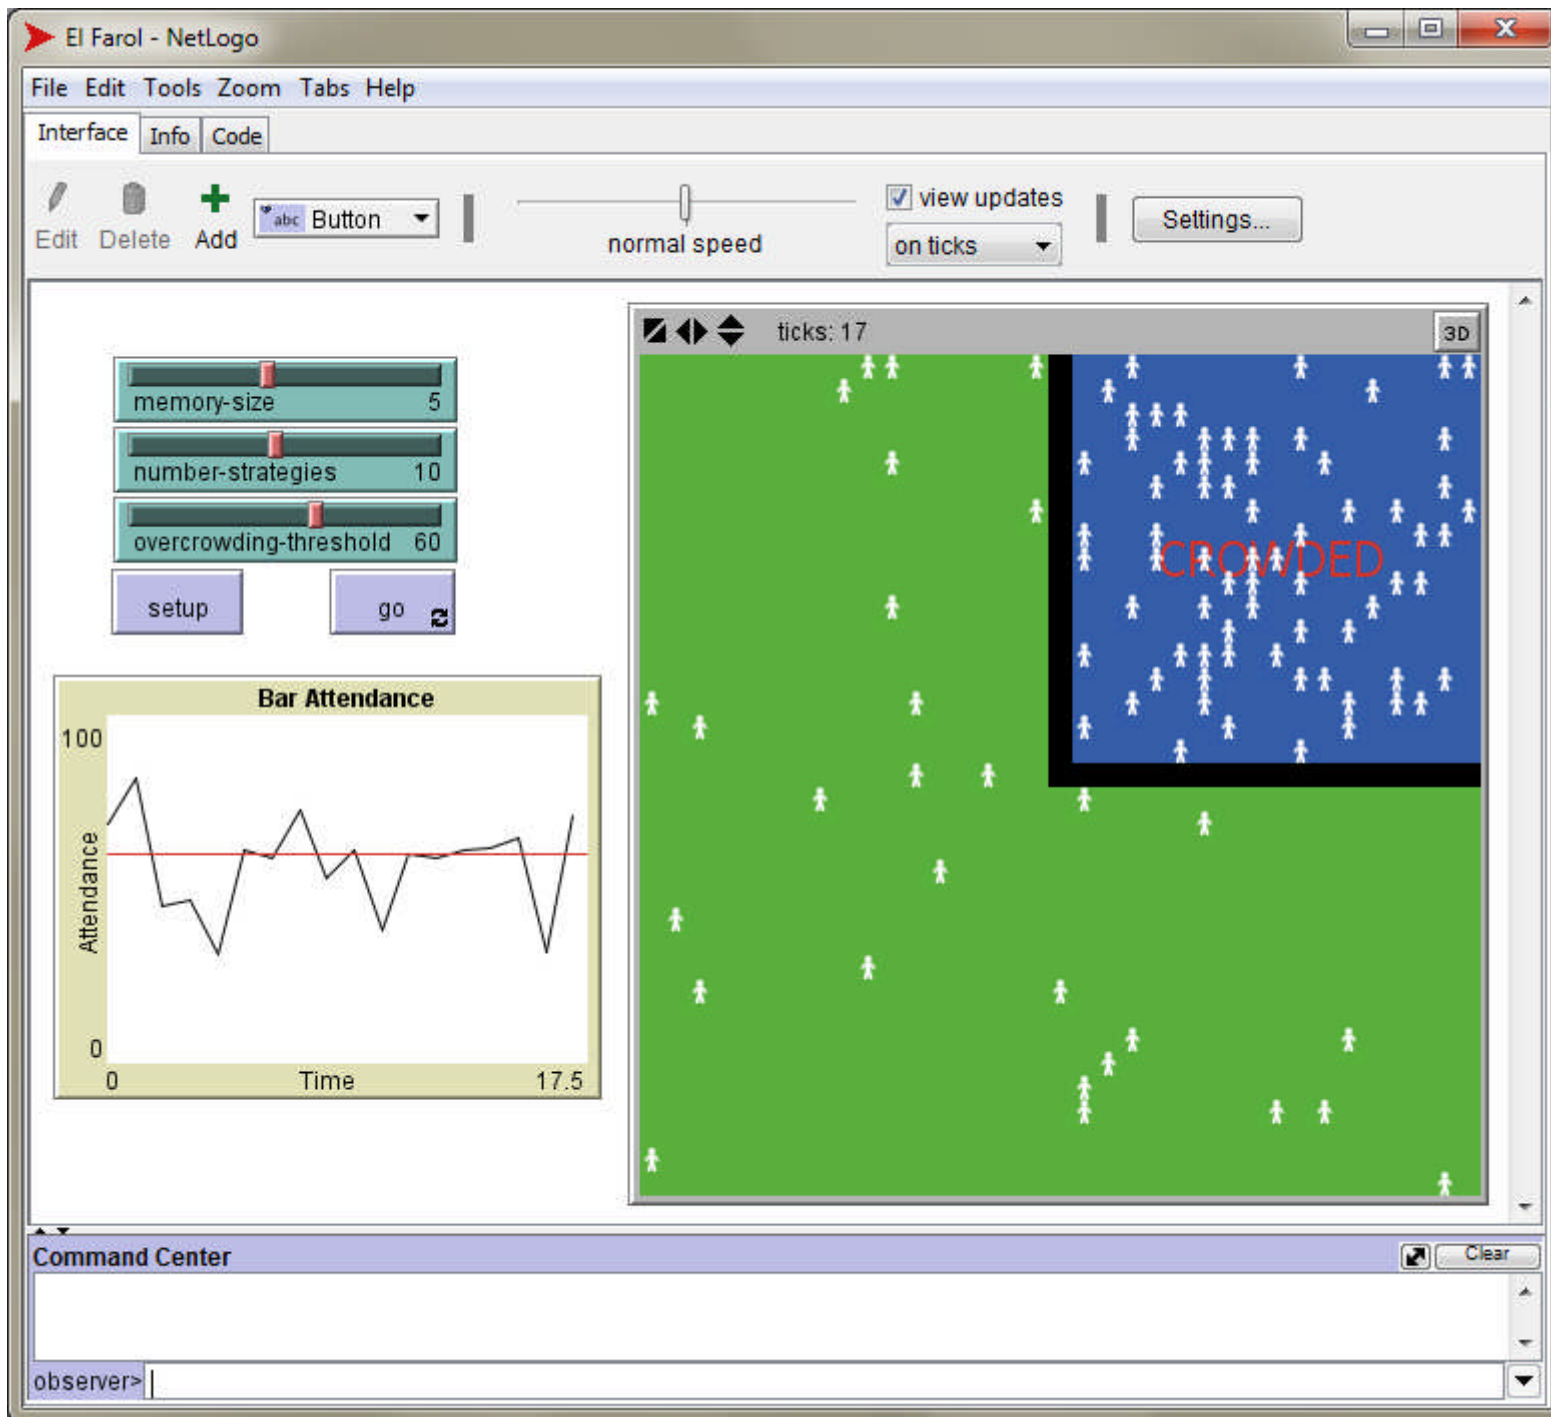 El Farol - NetLogo
File Edit Tools Zoom Tabs Help
Interface Info Code
Edit Delete Add abc Button normal speed view updates on ticks Settings...
ticks: 17 3D
memory-size 5
number-strategies 10
overcrowding-threshold 60
setup go
CROWDED
Bar Attendance
100
Attendance
0
0 Time 17.5
Command Center Clear
observer>